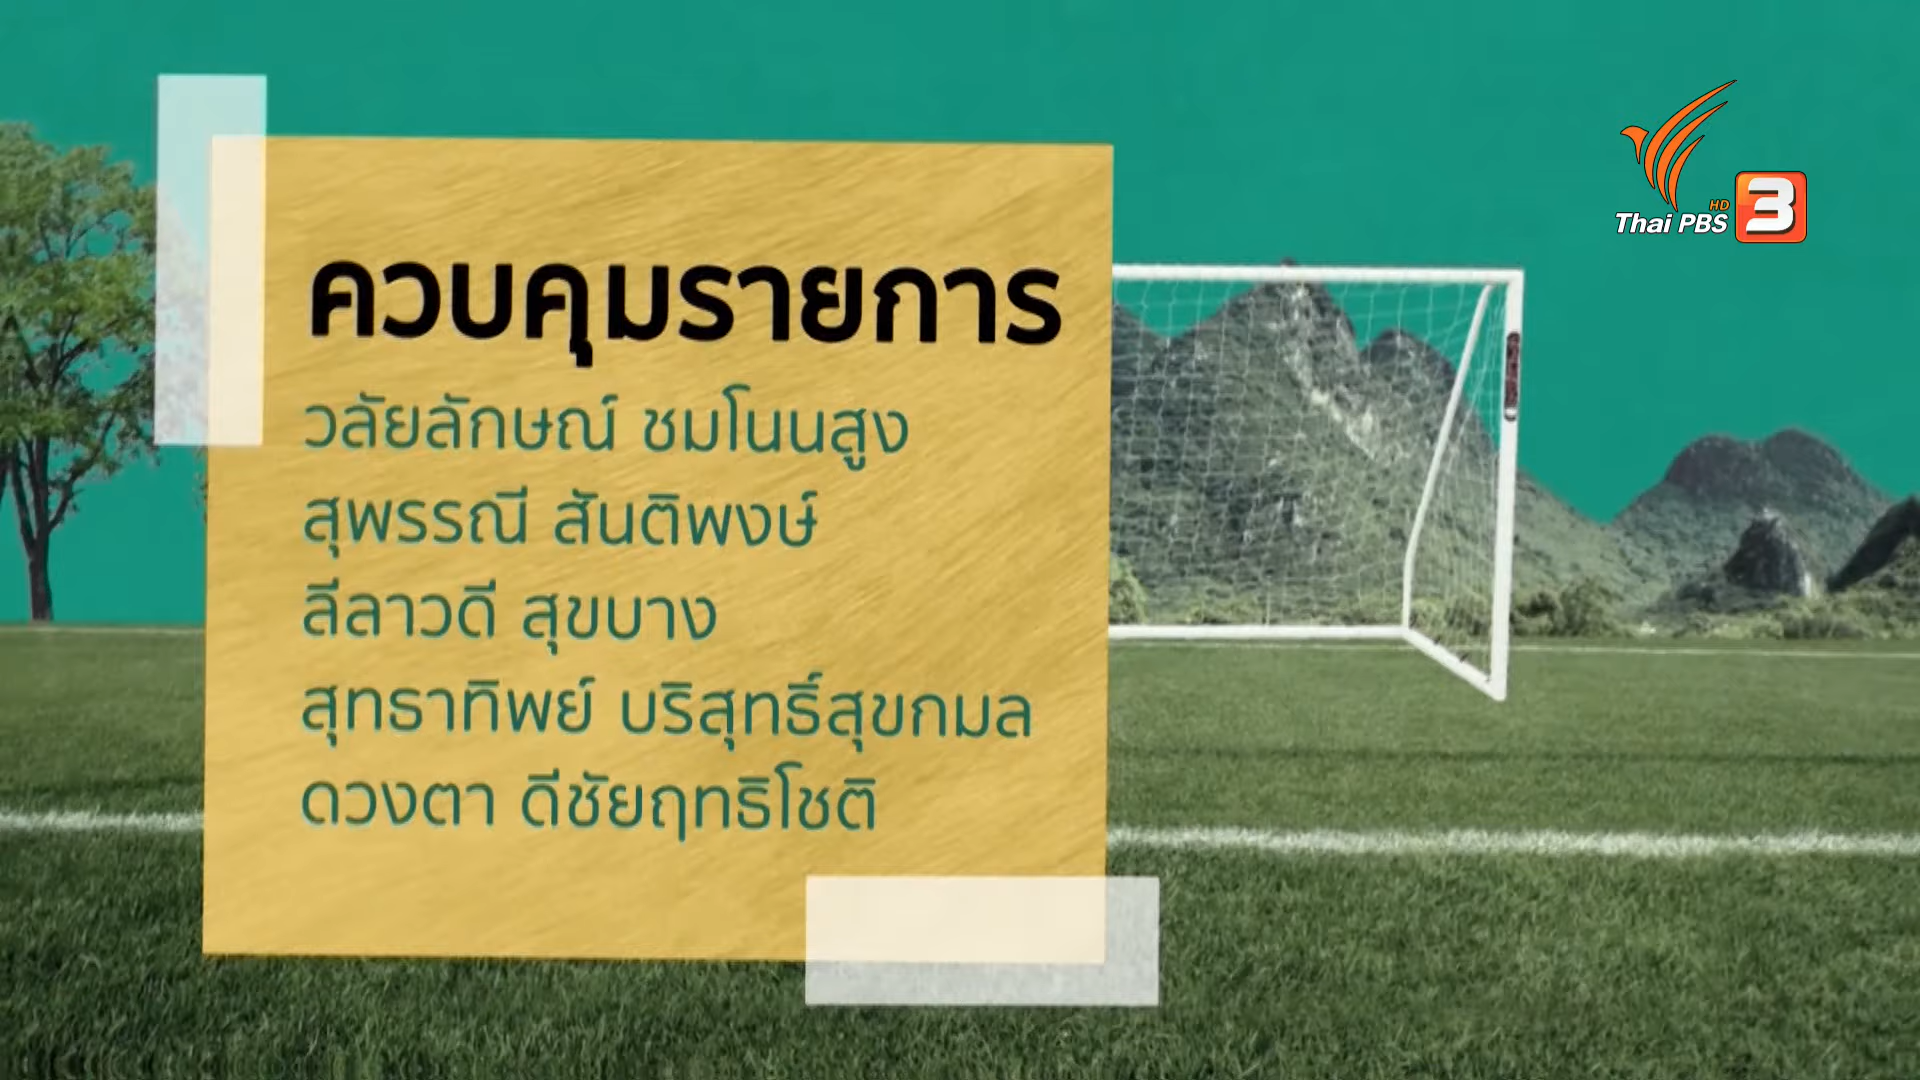 Thai PBS
HD
3
ควบคุมรายการ
วลัยลักษณ์ ชมโนนสูง
สุพรรณี สันติพงษ์
ลีลาวดี สุขบาง
สุทธาทิพย์ บริสุทธิ์สุขกมล
ดวงตา ดีชัยฤทธิโชติ